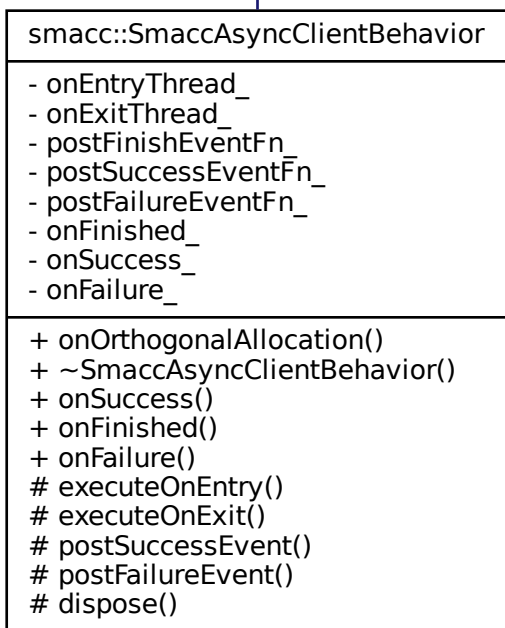 smacc::SmaccAsyncClientBehavior
- onEntryThread_
- onExitThread_
- postFinishEventFn_
- postSuccessEventFn_
- postFailureEventFn_
- onFinished_
- onSuccess_
- onFailure_
+ onOrthogonalAllocation()
+ ~SmaccAsyncClientBehavior()
+ onSuccess()
+ onFinished()
+ onFailure()
# executeOnEntry()
# executeOnExit()
# postSuccessEvent()
# postFailureEvent()
# dispose()